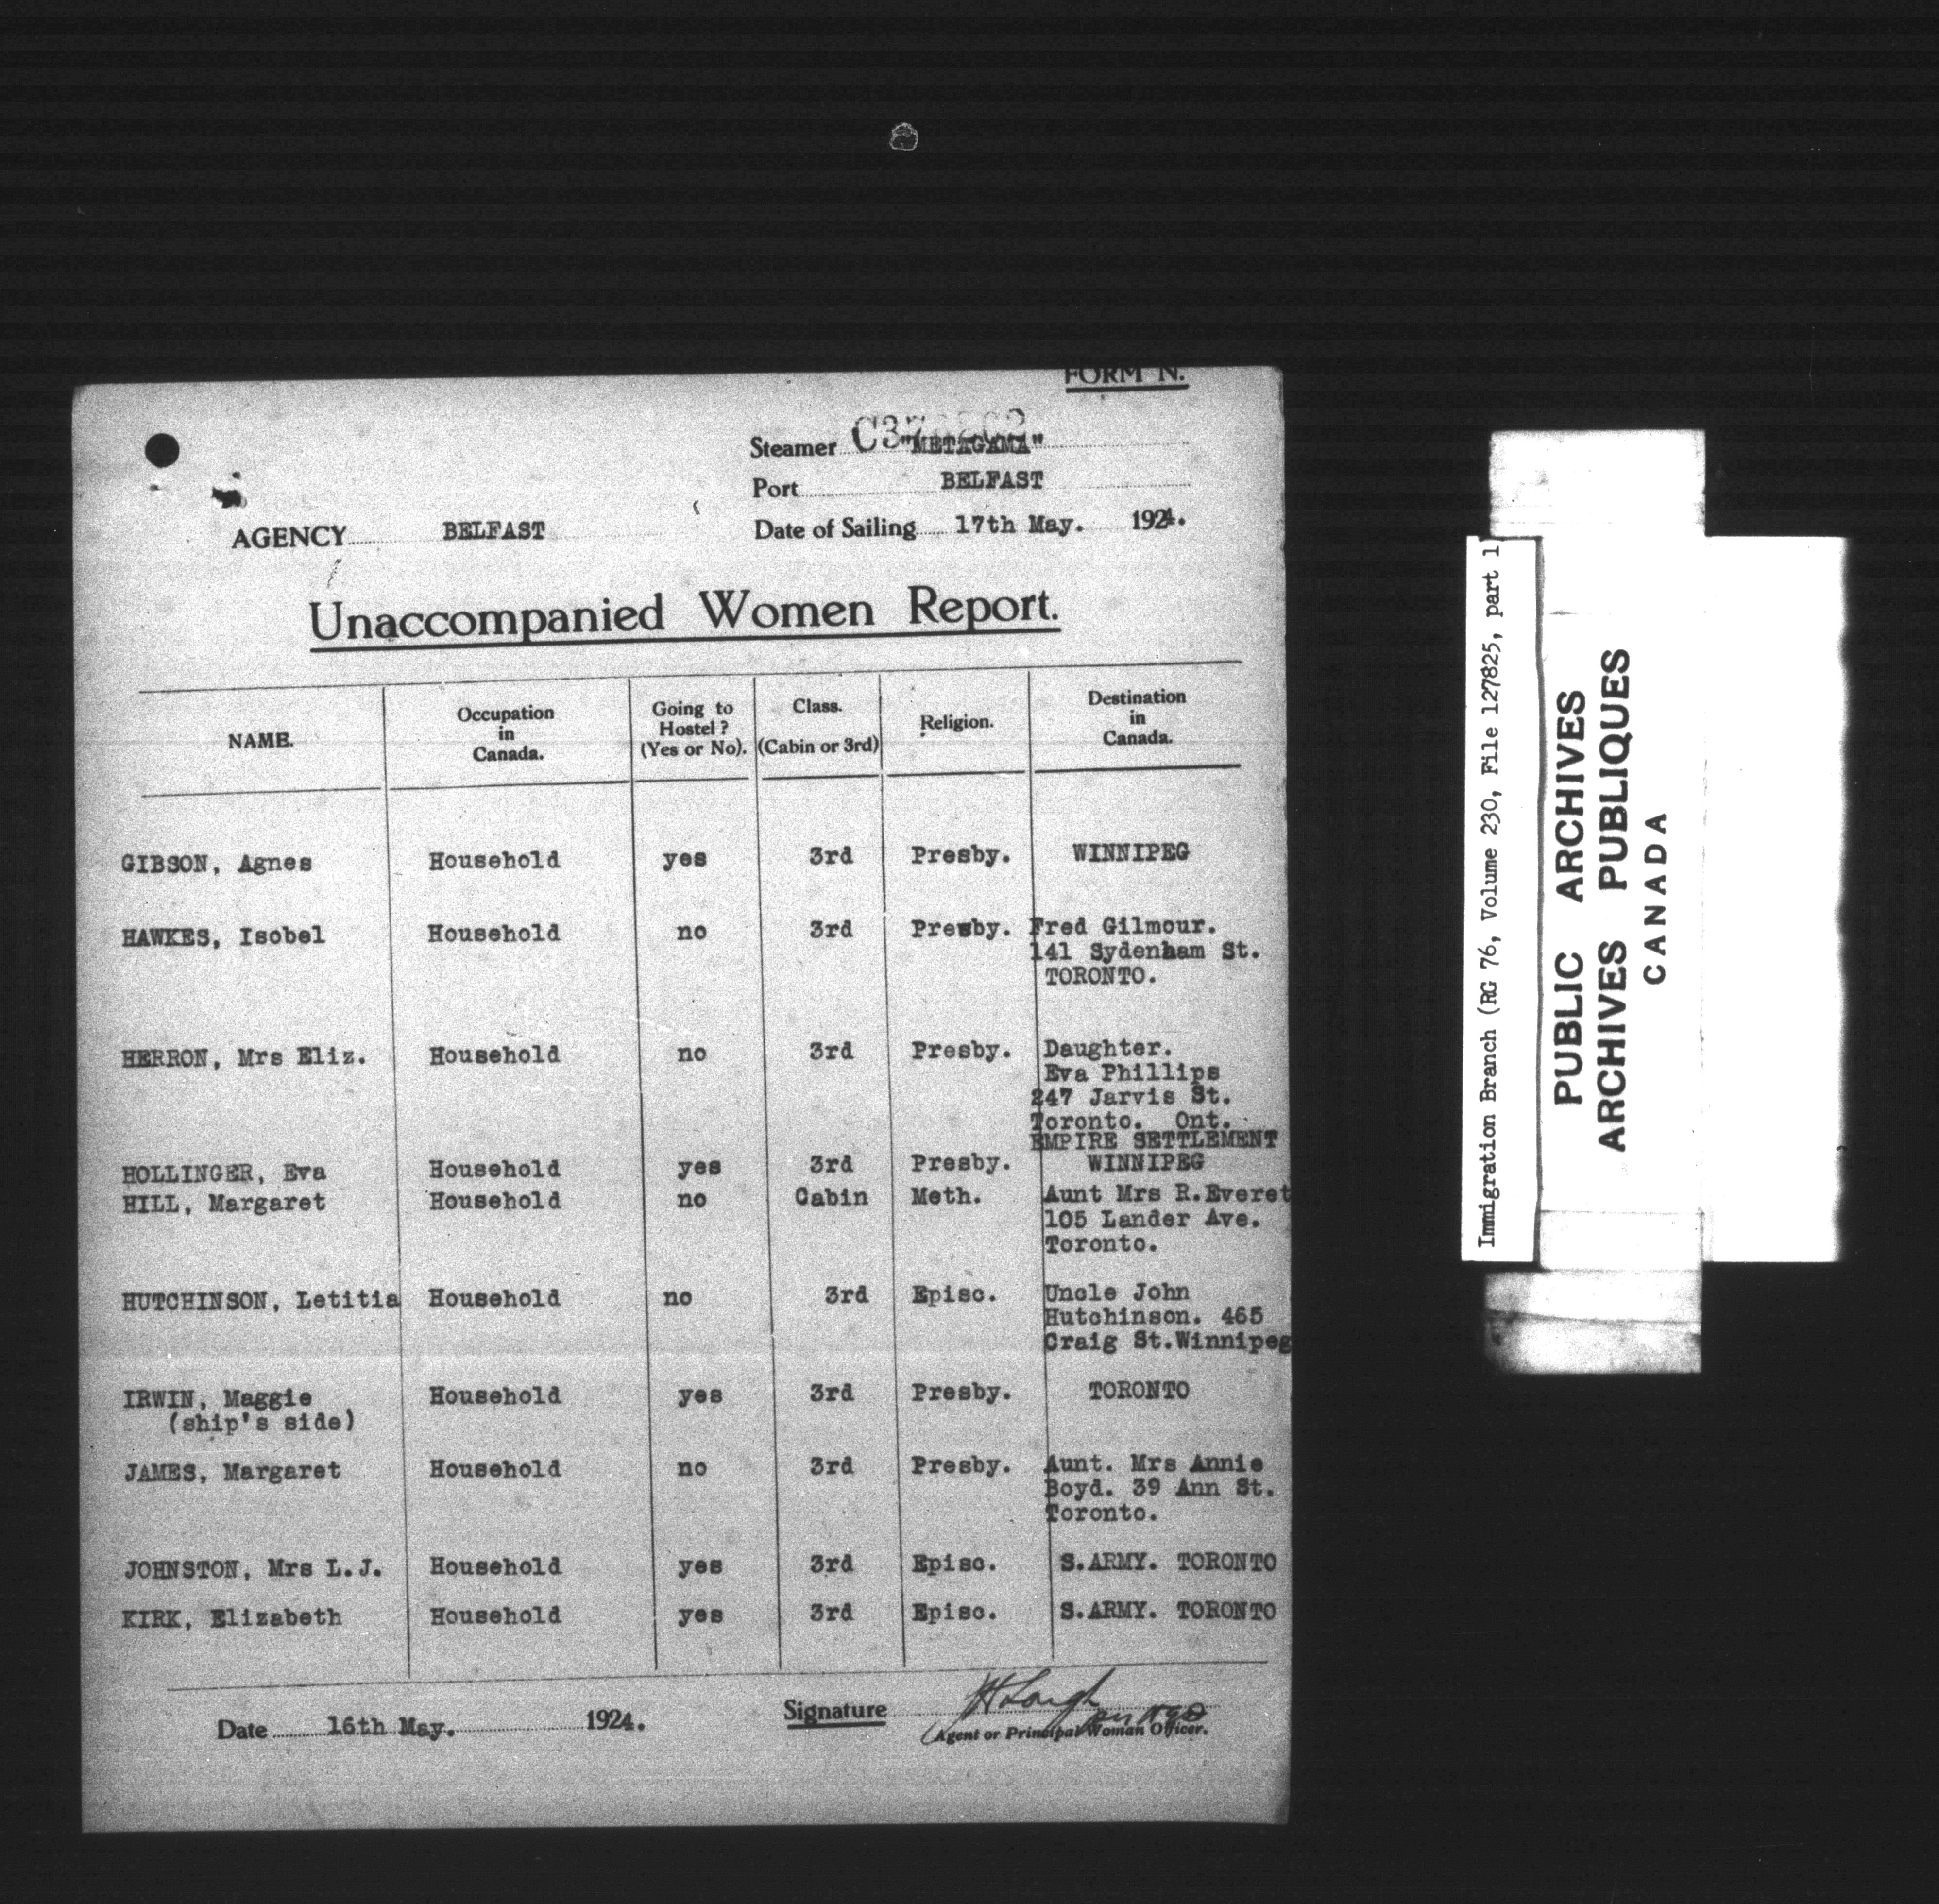 FORM N.
Steamer "METAGAMA"
Port BELFAST
AGENCY BELFAST
Date of Sailing 17th May. 1924.
Unaccompanied Women Report.
NAME. Occupation in Canada. Going to Hostel? (Yes or No). Class. (Cabin or 3rd) Religion. Destination in Canada.
GIBSON, Agnes Household yes 3rd Presby. WINNIPEG
HAWKES, Isobel Household no 3rd Presby. Fred Gilmour.
141 Sydenham St.
TORONTO.
HERRON, Mrs Eliz. Household no 3rd Presby. Daughter.
Eva Phillips
247 Jarvis St.
Toronto. Ont.
EMPIRE SETTLEMENT
HOLLINGER, Eva Household yes 3rd Presby. WINNIPEG
HILL, Margaret Household no Cabin Meth. Aunt Mrs R.Everet
105 Lander Ave.
Toronto.
HUTCHINSON, Letitia Household no 3rd Episc. Uncle John
Hutchinson. 465
Craig St.Winnipeg
IRWIN, Maggie Household yes 3rd Presby. TORONTO
(ship's side)
JAMES, Margaret Household no 3rd Presby. Aunt. Mrs Annie
Boyd. 39 Ann St.
Toronto.
JOHNSTON, Mrs L.J. Household yes 3rd Episc. S.ARMY. TORONTO
KIRK, Elizabeth Household yes 3rd Episc. S.ARMY. TORONTO
Date 16th May. 1924.
Signature
Agent or Principal Woman Officer.
Immigration Branch (RG 76, Volume 230, File 127825, part 1
PUBLIC ARCHIVES
ARCHIVES PUBLIQUES
CANADA